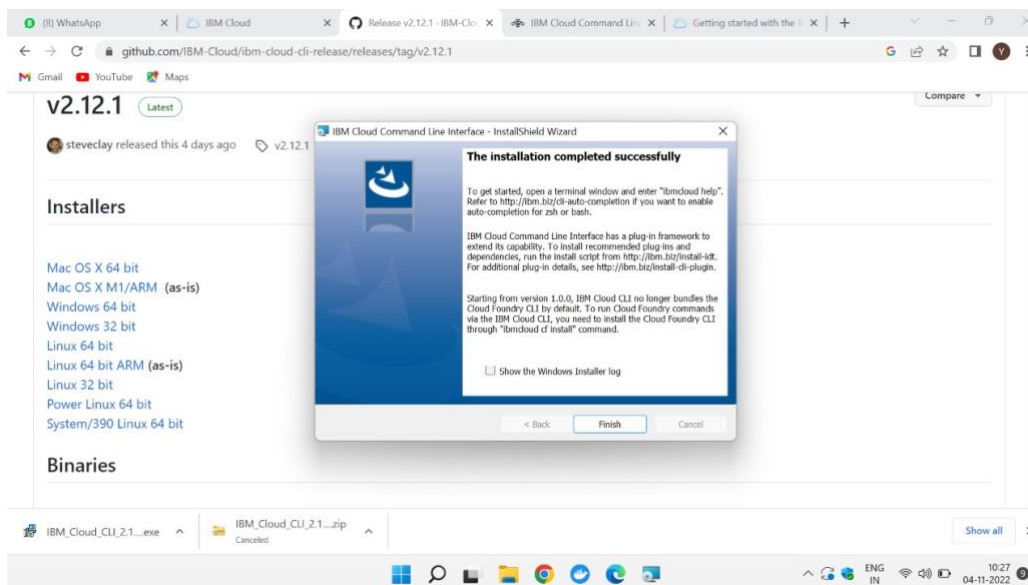 (8) WhatsApp
IBM Cloud
Release v2.12.1 · IBM-Clo
IBM Cloud Command Lin
Getting started with the I
github.com/IBM-Cloud/ibm-cloud-cli-release/releases/tag/v2.12.1
Gmail YouTube Maps
v2.12.1 Latest
Compare
steveclay released this 4 days ago v2.12.1
Installers
Mac OS X 64 bit
Mac OS X M1/ARM (as-is)
Windows 64 bit
Windows 32 bit
Linux 64 bit
Linux 64 bit ARM (as-is)
Linux 32 bit
Power Linux 64 bit
System/390 Linux 64 bit
Binaries
IBM Cloud Command Line Interface - InstallShield Wizard
The installation completed successfully
To get started, open a terminal window and enter "ibmcloud help".
Refer to http://ibm.biz/cli-auto-completion if you want to enable
auto-completion for zsh or bash.
IBM Cloud Command Line Interface has a plug-in framework to
extend its capability. To install recommended plug-ins and
dependencies, run the install script from http://ibm.biz/install-idt.
For additional plug-in details, see http://ibm.biz/install-cli-plugin.
Starting from version 1.0.0, IBM Cloud CLI no longer bundles the
Cloud Foundry CLI by default. To run Cloud Foundry commands
via the IBM Cloud CLI, you need to install the Cloud Foundry CLI
through "ibmcloud cf install" command.
Show the Windows Installer log
< Back Finish Cancel
IBM_Cloud_CLI_2.1....exe
IBM_Cloud_CLI_2.1....zip
Canceled
Show all
ENG
IN
10:27
04-11-2022